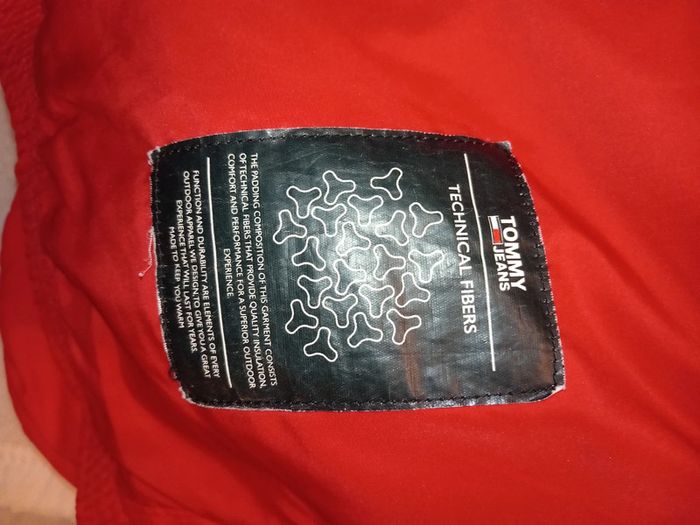 TOMMY
JEANS
TECHNICAL FIBERS
THE PADDING COMPOSITION OF THIS GARMENT CONSISTS
OF TECHNICAL FIBERS THAT PROVIDE QUALITY INSULATION,
COMFORT AND PERFORMANCE FOR A SUPERIOR OUTDOOR
EXPERIENCE.
FUNCTION AND DURABILITY ARE ELEMENTS OF EVERY
OUTDOOR APPAREL WE DESIGN, TO GIVE YOU A GREAT
EXPERIENCE THAT WILL LAST FOR YEARS.
MADE TO KEEP YOU WARM